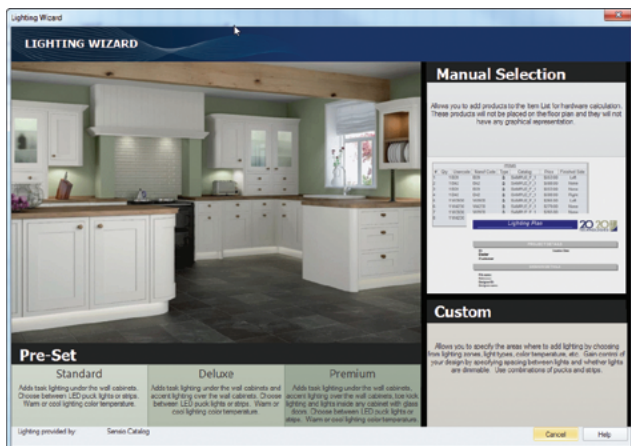 Lighting Wizard
LIGHTING WIZARD
Manual Selection
Allows you to add products to the Item List for hardware calculation.
These products will not be placed on the floor plan and they will not
have any graphical representation.
Lighting Plan
20 20
Custom
Allows you to specify the areas where to add lighting by choosing
from lighting zones, light types, color temperature, etc. Gain control of
your design by specifying spacing between lights and whether lights
are dimmable. Use combinations of pucks and strips.
Pre-Set
Standard
Adds task lighting under the wall cabinets.
Choose between LED puck lights or strips.
Warm or cool lighting color temperature.
Deluxe
Adds task lighting under the wall cabinets and
accent lighting over the wall cabinets. Choose
between LED puck lights or strips. Warm or
cool lighting color temperature.
Premium
Adds task lighting under the wall cabinets,
accent lighting over the wall cabinets, toe kick
lighting and lights inside any cabinet with glass
doors. Choose between LED puck lights or
strips. Warm or cool lighting color temperature.
Lighting provided by: Sensio Catalog
Cancel
Help